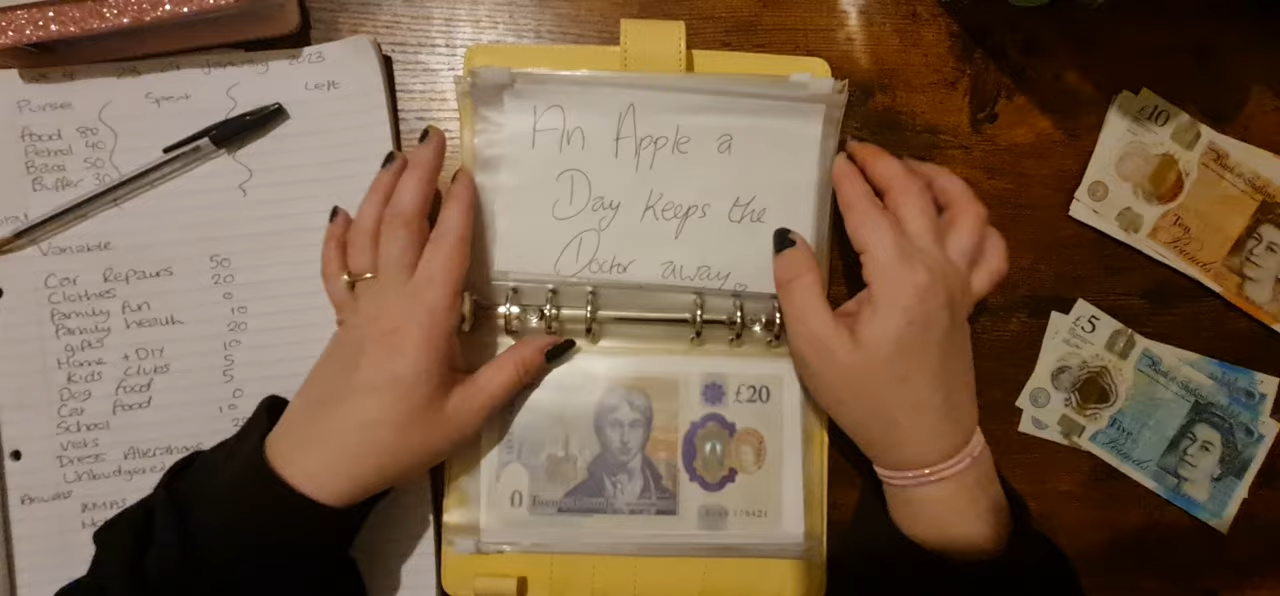 January 2023
Purse Spent Left
Food 80
Petrol 40
Baca 50
Buffer 30
Variable
Car Repairs 50
Clothes 20
Family fun 0
Family health 10
gifts 20
Home + DIY 10
Kids Clubs 5
Dog food 5
Cat food 0
School 10
Vets
Dress Alterations
Unbudgeted
An Apple a
Day Keeps the
Doctor away
£20
Twenty Pounds
£10
Bank of England
Ten
Pounds
£5
Bank of England
Five
Pounds